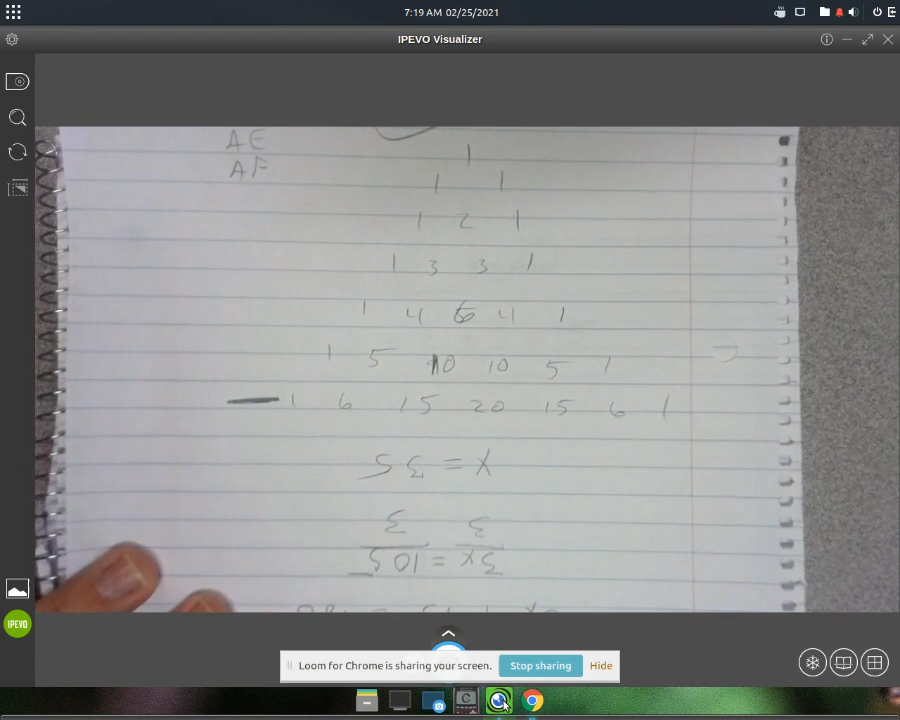 7:19 AM 02/25/2021
IPEVO Visualizer
AE
AF
1
1 1
1 2 1
1 3 3 1
1 4 6 4 1
1 5 10 10 5 1
1 6 15 20 15 6 1
x = 35
3x = 105
3 3
IPEVO
Loom for Chrome is sharing your screen. Stop sharing Hide